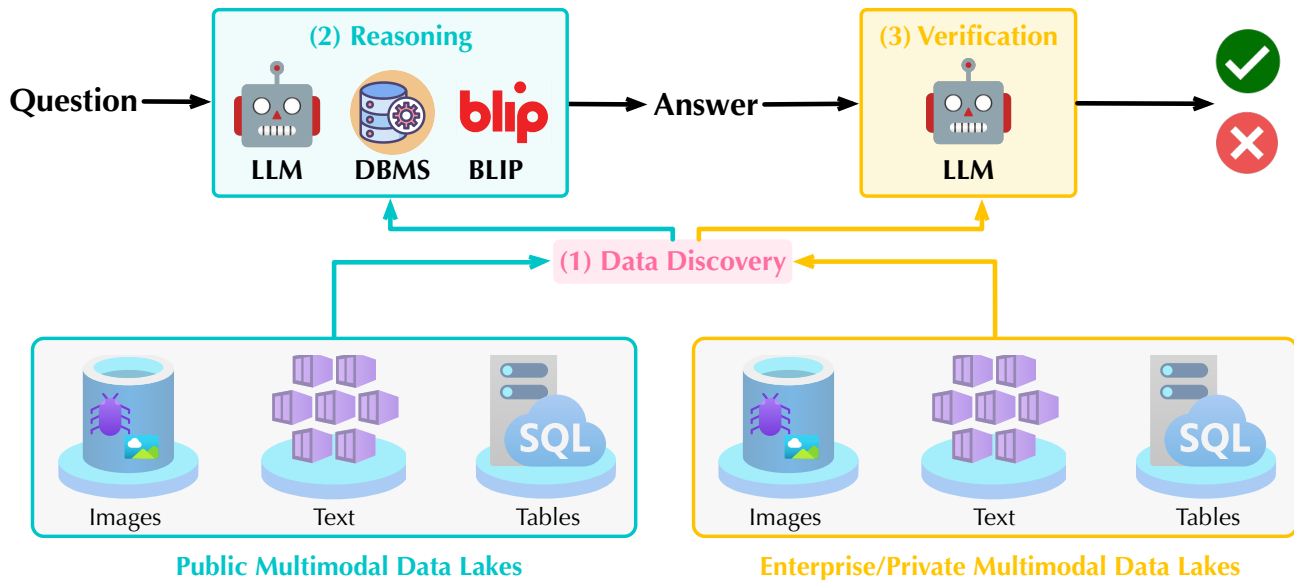 (2) Reasoning
(3) Verification
Question
blip
Answer
LLM
DBMS
BLIP
LLM
(1) Data Discovery
SQL
SQL
Images
Text
Tables
Images
Text
Tables
Public Multimodal Data Lakes
Enterprise/Private Multimodal Data Lakes